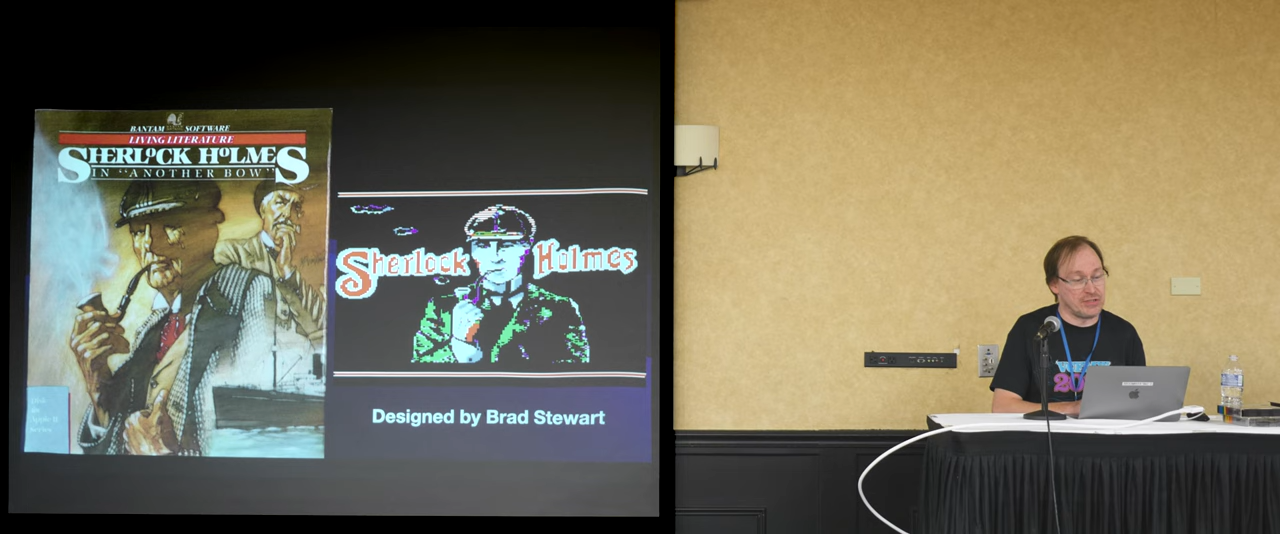 BANTAM SOFTWARE
LIVING LITERATURE
SHERLOCK HOLMES
IN "ANOTHER BOW"
Sherlock Holmes
Designed by Brad Stewart